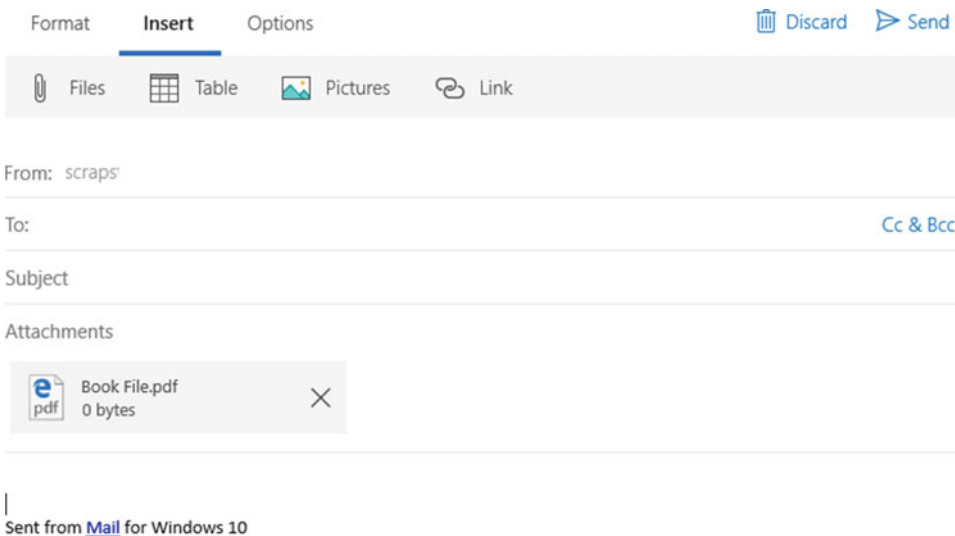 Format Insert Options Discard Send
Files Table Pictures Link
From: scraps
To: Cc & Bcc
Subject
Attachments
Book File.pdf
pdf 0 bytes
Sent from Mail for Windows 10